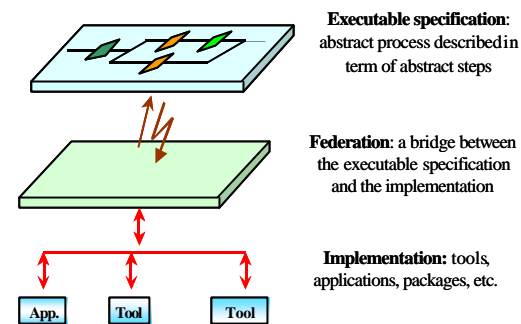 Executable specification:
abstract process described in
term of abstract steps
Federation: a bridge between
the executable specification
and the implementation
Implementation: tools,
applications, packages, etc.
App.
Tool
Tool